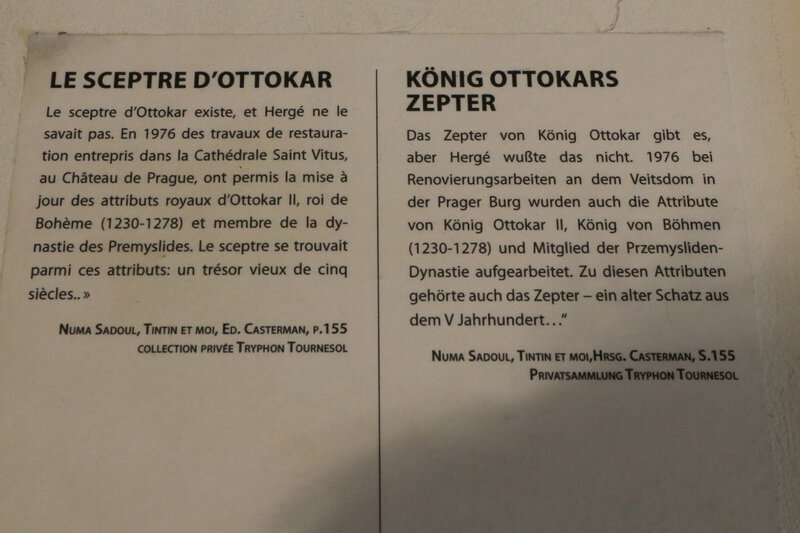 LE SCEPTRE D'OTTOKAR
Le sceptre d'Ottokar existe, et Hergé ne le
savait pas. En 1976 des travaux de restaura-
tion entrepris dans la Cathédrale Saint Vitus,
au Château de Prague, ont permis la mise à
jour des attributs royaux d'Ottokar II, roi de
Bohème (1230-1278) et membre de la dy-
nastie des Premyslides. Le sceptre se trouvait
parmi ces attributs: un trésor vieux de cinq
siècles.. »
NUMA SADOUL, TINTIN ET MOI, ED. CASTERMAN, P.155
COLLECTION PRIVÉE TRYPHON TOURNESOL
KÖNIG OTTOKARS
ZEPTER
Das Zepter von König Ottokar gibt es,
aber Hergé wußte das nicht. 1976 bei
Renovierungsarbeiten an dem Veitsdom in
der Prager Burg wurden auch die Attribute
von König Ottokar II, König von Böhmen
(1230-1278) und Mitglied der Przemysliden-
Dynastie aufgearbeitet. Zu diesen Attributen
gehörte auch das Zepter – ein alter Schatz aus
dem V Jahrhundert…“
NUMA SADOUL, TINTIN ET MOI,HRSG. CASTERMAN, S.155
PRIVATSAMMLUNG TRYPHON TOURNESOL